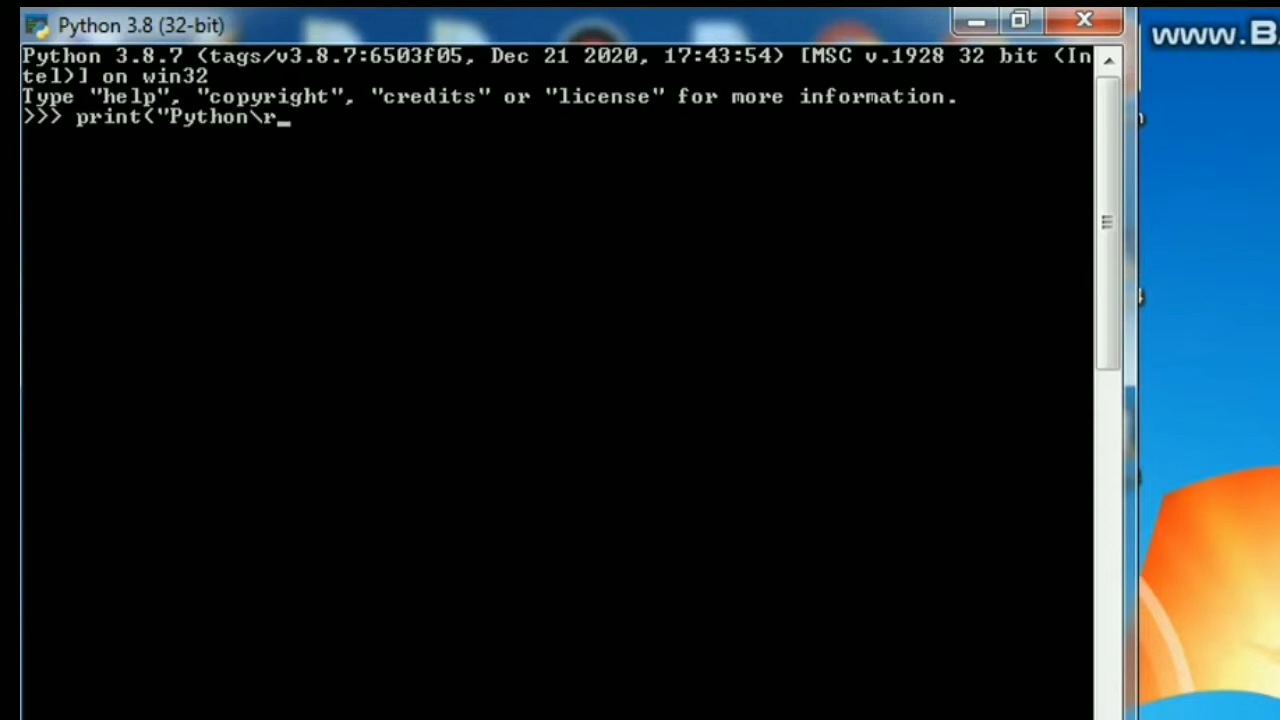 Python 3.8 (32-bit)
www.B
Python 3.8.7 (tags/v3.8.7:6503f05, Dec 21 2020, 17:43:54) [MSC v.1928 32 bit (In
tel)] on win32
Type "help", "copyright", "credits" or "license" for more information.
>>> print("Python\r_